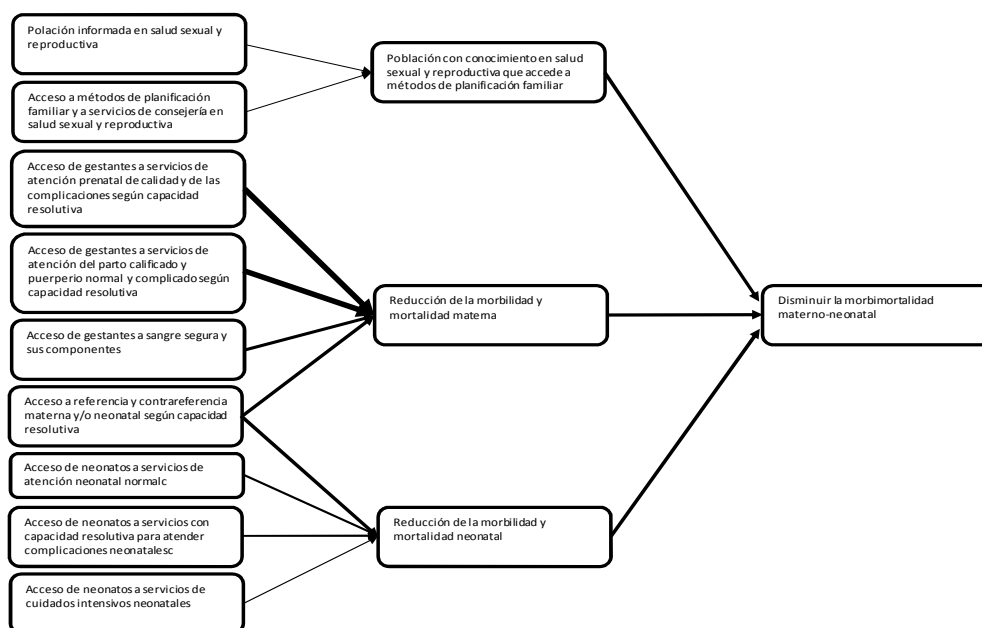 Polación informada en salud sexual y
reproductiva
Acceso a métodos de planificación
familiar y a servicios de consejería en
salud sexual y reproductiva
Acceso de gestantes a servicios de
atención prenatal de calidad y de las
complicaciones según capacidad
resolutiva
Acceso de gestantes a servicios de
atención del parto calificado y
puerperio normal y complicado según
capacidad resolutiva
Acceso de gestantes a sangre segura y
sus componentes
Acceso a referencia y contrareferencia
materna y/o neonatal según capacidad
resolutiva
Acceso de neonatos a servicios de
atención neonatal normalc
Acceso de neonatos a servicios con
capacidad resolutiva para atender
complicaciones neonatalesc
Acceso de neonatos a servicios de
cuidados intensivos neonatales
Población con conocimiento en salud
sexual y reproductiva que accede a
métodos de planificación familiar
Reducción de la morbilidad y
mortalidad materna
Reducción de la morbilidad y
mortalidad neonatal
Disminuir la morbimortalidad
materno-neonatal